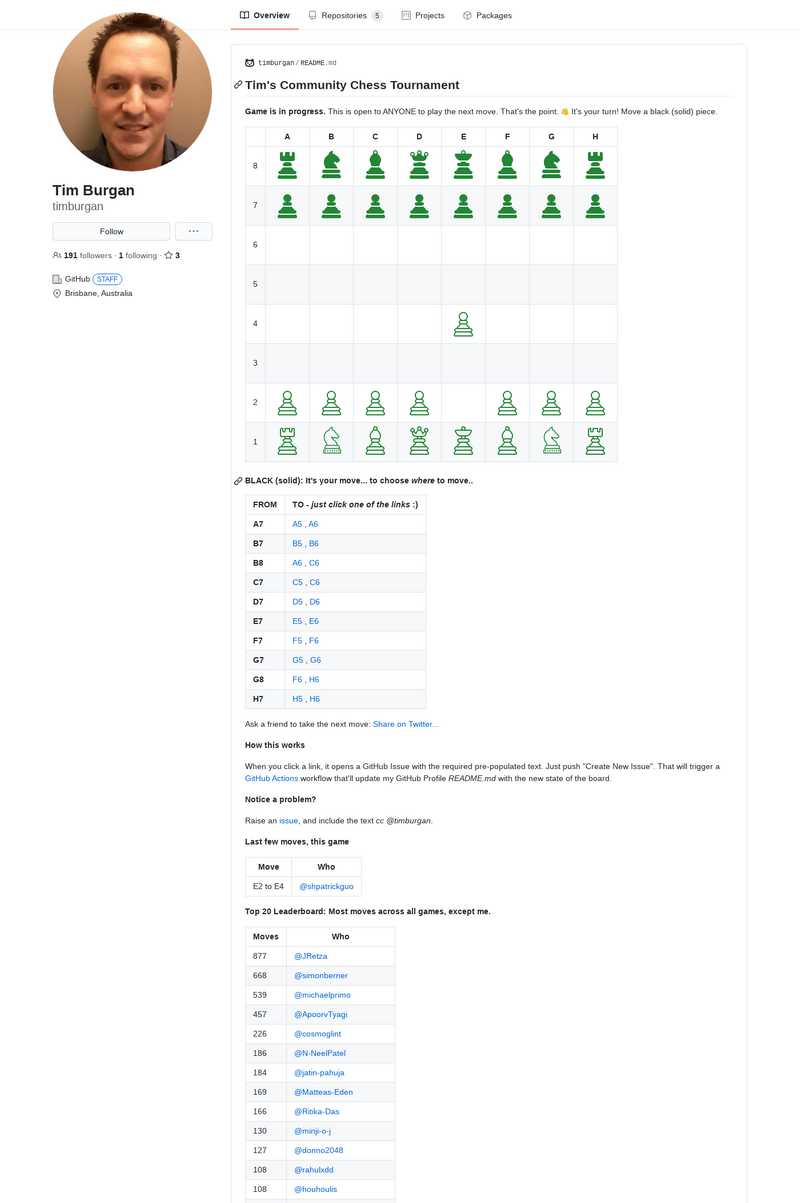 Overview Repositories 5 Projects Packages
Tim Burgan
timburgan
Follow ...
191 followers · 1 following · 3
GitHub STAFF
Brisbane, Australia
timburgan/README.md
Tim's Community Chess Tournament
Game is in progress. This is open to ANYONE to play the next move. That's the point. 👋 It's your turn! Move a black (solid) piece.
A B C D E F G H
8
7
6
5
4
3
2
1
BLACK (solid): It's your move... to choose where to move..
FROM TO - just click one of the links :)
A7 A5 , A6
B7 B5 , B6
B8 A6 , C6
C7 C5 , C6
D7 D5 , D6
E7 E5 , E6
F7 F5 , F6
G7 G5 , G6
G8 F6 , H6
H7 H5 , H6
Ask a friend to take the next move: Share on Twitter...
How this works
When you click a link, it opens a GitHub Issue with the required pre-populated text. Just push "Create New Issue". That will trigger a
GitHub Actions workflow that'll update my GitHub Profile README.md with the new state of the board.
Notice a problem?
Raise an issue, and include the text cc @timburgan.
Last few moves, this game
Move Who
E2 to E4 @shpatrickguo
Top 20 Leaderboard: Most moves across all games, except me.
Moves Who
877 @JRetza
668 @simonberner
539 @michaelprimo
457 @ApoorvTyagi
226 @cosmoglint
186 @N-NeelPatel
184 @jatin-pahuja
169 @Matteas-Eden
166 @Rioka-Das
130 @minji-o-j
127 @donno2048
108 @rahulxdd
108 @houhoulis